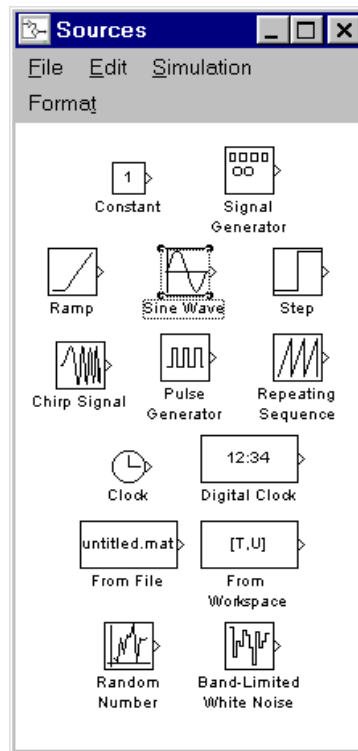 Sources
File Edit Simulation
Format
1
Constant
Signal
Generator
Ramp
Sine Wave
Step
Chirp Signal
Pulse
Generator
Repeating
Sequence
Clock
12:34
Digital Clock
untitled.mat
From File
[T,U]
From
Workspace
Random
Number
Band-Limited
White Noise